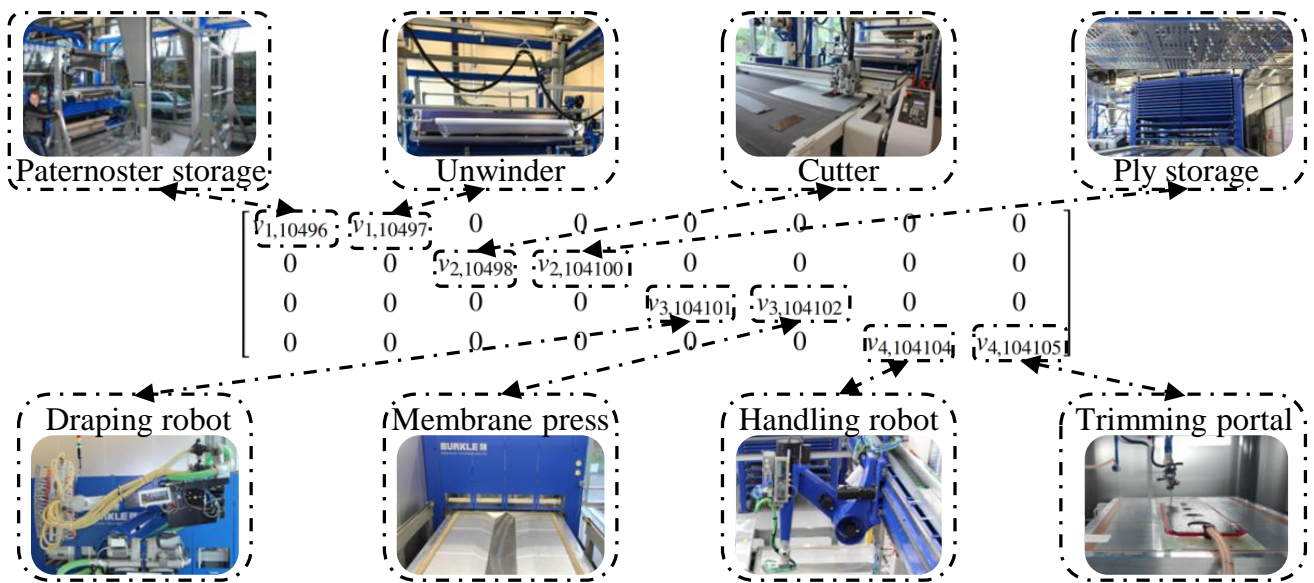 Paternoster storage Unwinder Cutter Ply storage
v1,10496 v1,10497 0 0 0 0 0 0
0 0 v2,10498 v2,104100 0 0 0 0
0 0 0 0 v3,104101 v3,104102 0 0
0 0 0 0 0 0 v4,104104 v4,104105
Draping robot Membrane press Handling robot Trimming portal
BÜRKLE
BÜRKLE